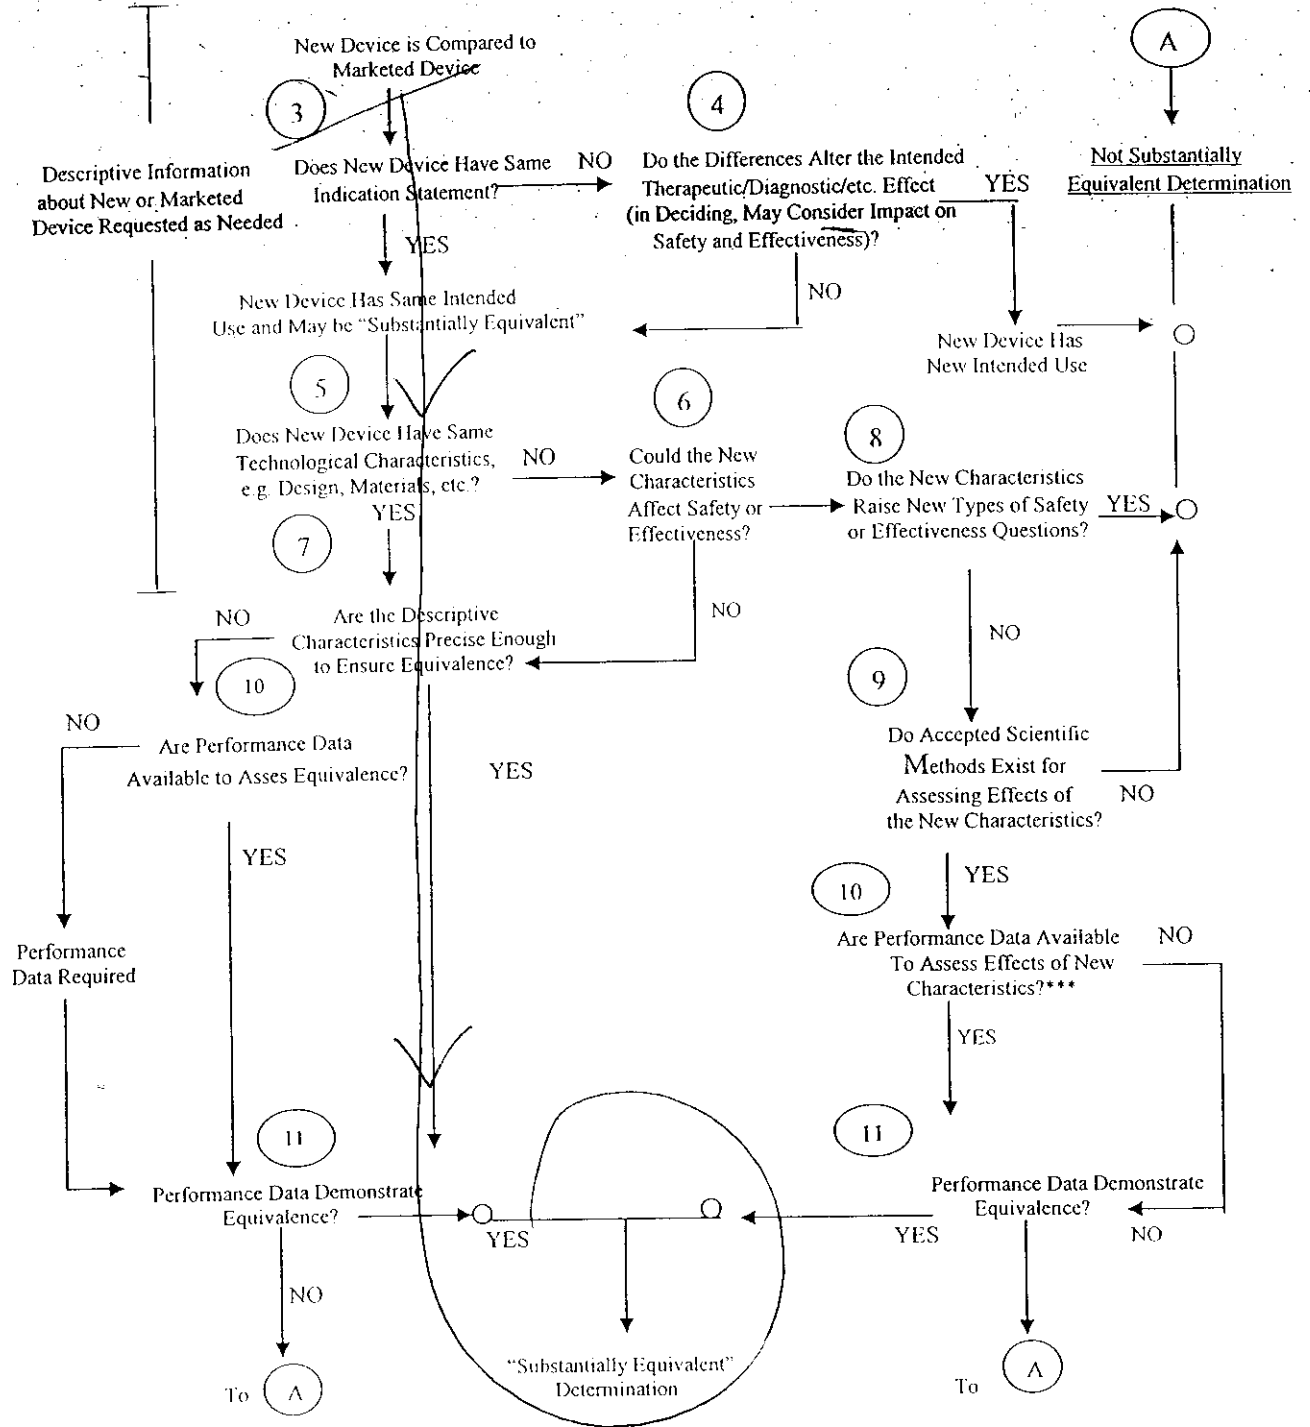 New Device is Compared to
Marketed Device
A
3
4
Descriptive Information
about New or Marketed
Device Requested as Needed
Does New Device Have Same
Indication Statement?
NO
Do the Differences Alter the Intended
Therapeutic/Diagnostic/etc. Effect
(in Deciding, May Consider Impact on
Safety and Effectiveness)?
YES
Not Substantially
Equivalent Determination
YES
NO
New Device Has Same Intended
Use and May be “Substantially Equivalent”
New Device Has
New Intended Use
5
6
8
Does New Device Have Same
Technological Characteristics,
e.g. Design, Materials, etc.?
NO
Could the New
Characteristics
Affect Safety or
Effectiveness?
Do the New Characteristics
Raise New Types of Safety
or Effectiveness Questions?
YES
YES
7
NO
Are the Descriptive
Characteristics Precise Enough
to Ensure Equivalence?
NO
NO
10
9
NO
Are Performance Data
Available to Asses Equivalence?
YES
Do Accepted Scientific
Methods Exist for
Assessing Effects of
the New Characteristics?
NO
YES
YES
10
Performance
Data Required
Are Performance Data Available
To Assess Effects of New
Characteristics?***
NO
YES
11
11
Performance Data Demonstrate
Equivalence?
YES
Performance Data Demonstrate
Equivalence?
YES
NO
NO
“Substantially Equivalent”
Determination
To A
To A